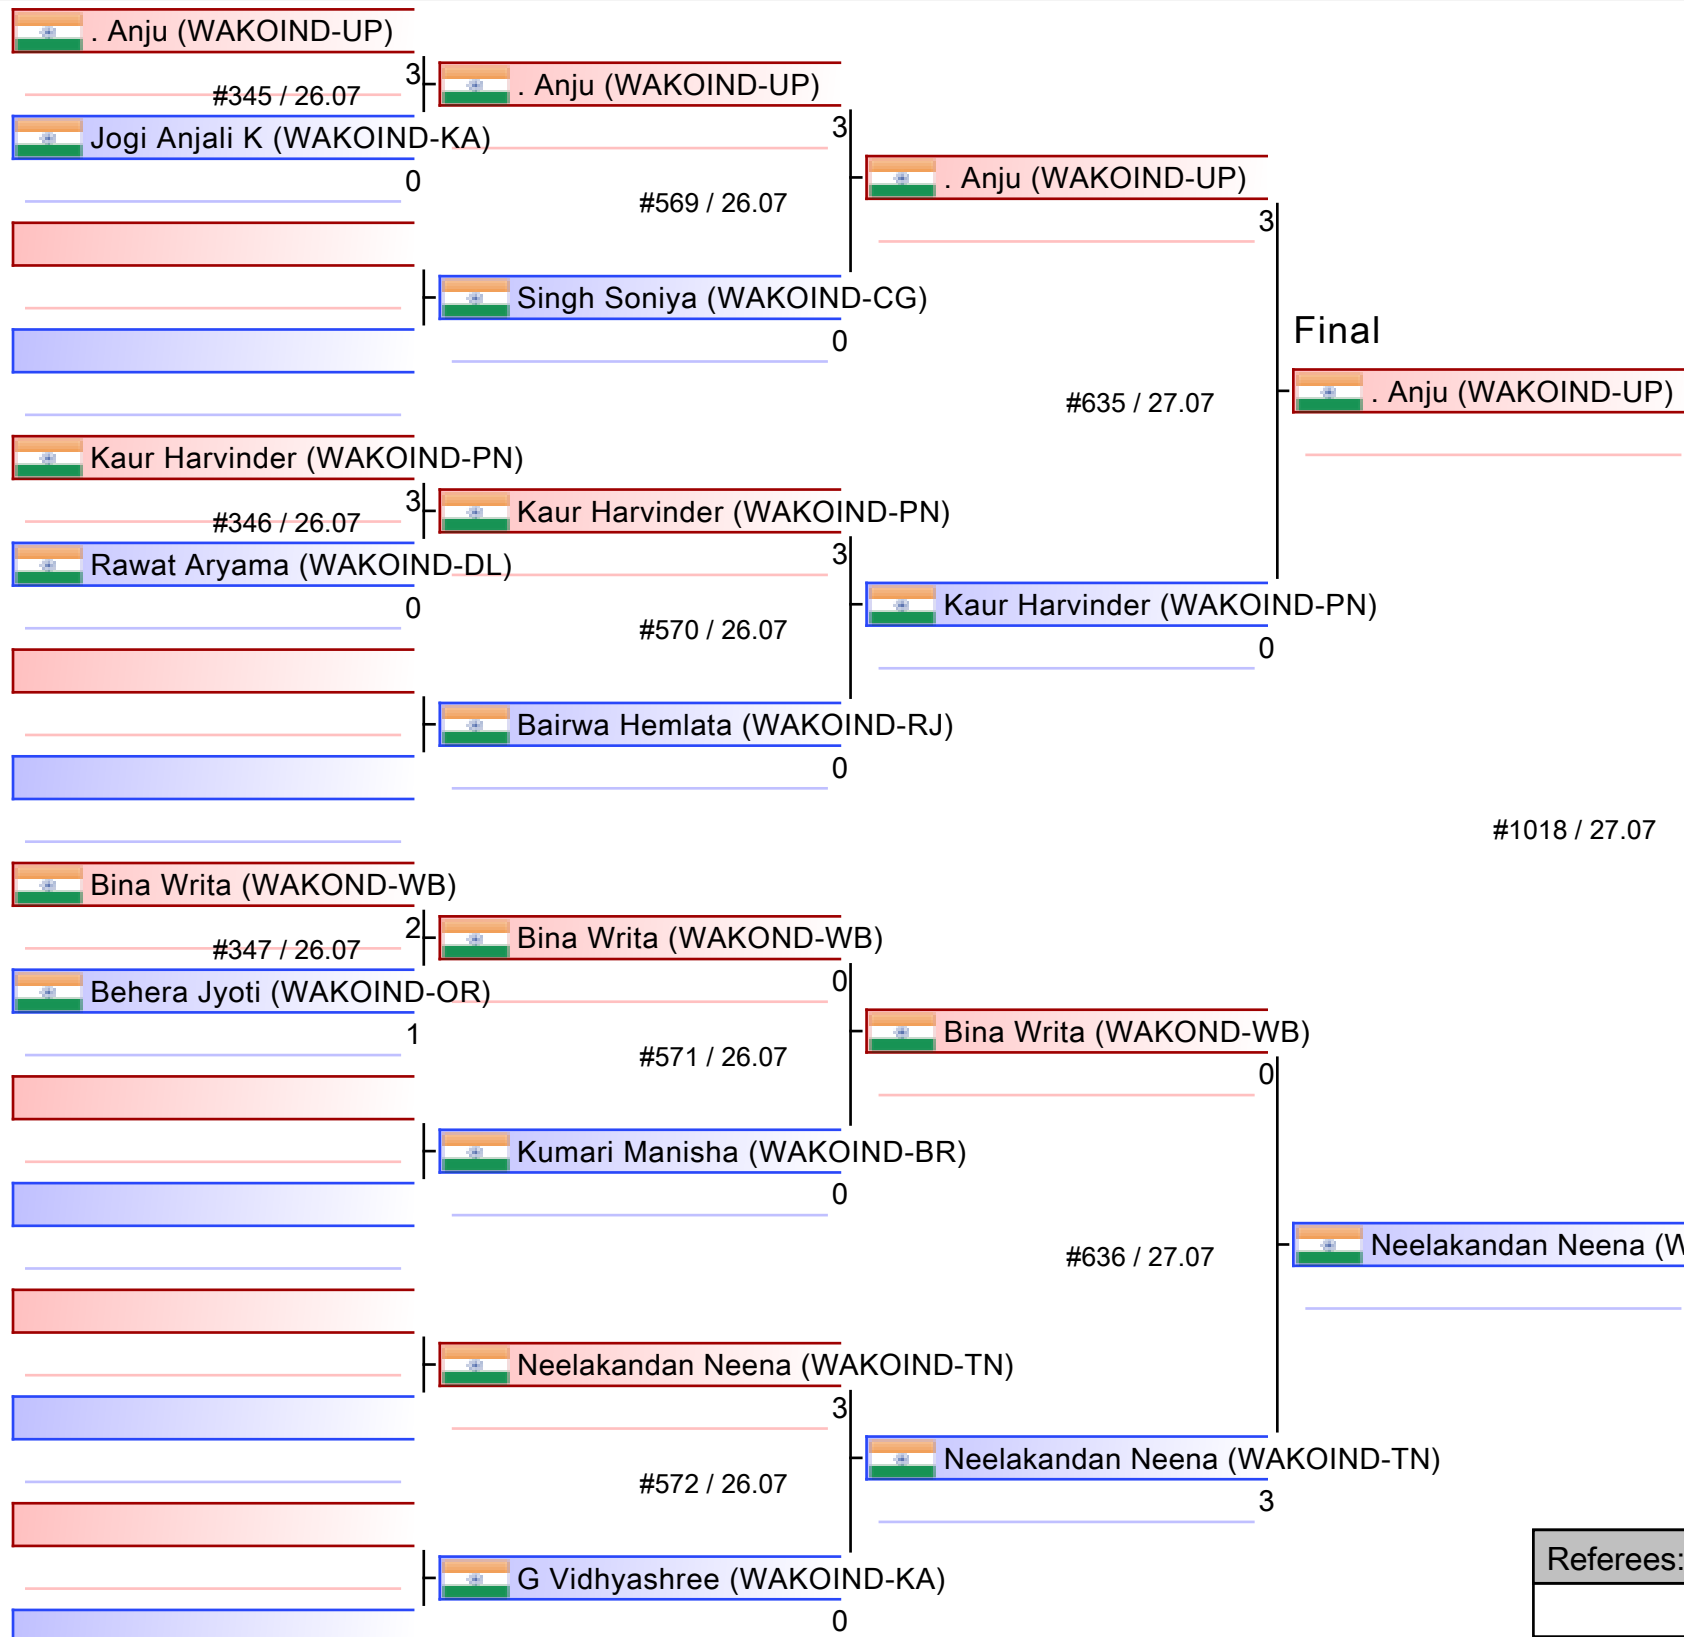 . Anju (WAKOIND-UP)
3
#345 / 26.07
Jogi Anjali K (WAKOIND-KA)
0
Kaur Harvinder (WAKOIND-PN)
3
#346 / 26.07
Rawat Aryama (WAKOIND-DL)
0
Bina Writa (WAKOND-WB)
2
#347 / 26.07
Behera Jyoti (WAKOIND-OR)
1
. Anju (WAKOIND-UP)
3
#569 / 26.07
Singh Soniya (WAKOIND-CG)
0
Kaur Harvinder (WAKOIND-PN)
3
#570 / 26.07
Bairwa Hemlata (WAKOIND-RJ)
0
Bina Writa (WAKOND-WB)
0
#571 / 26.07
Kumari Manisha (WAKOIND-BR)
0
Neelakandan Neena (WAKOIND-TN)
3
#572 / 26.07
G Vidhyashree (WAKOIND-KA)
0
. Anju (WAKOIND-UP)
3
#635 / 27.07
Kaur Harvinder (WAKOIND-PN)
0
Bina Writa (WAKOND-WB)
0
#636 / 27.07
Neelakandan Neena (WAKOIND-TN)
3
Final
. Anju (WAKOIND-UP)
#1018 / 27.07
Neelakandan Neena (W
Referees: